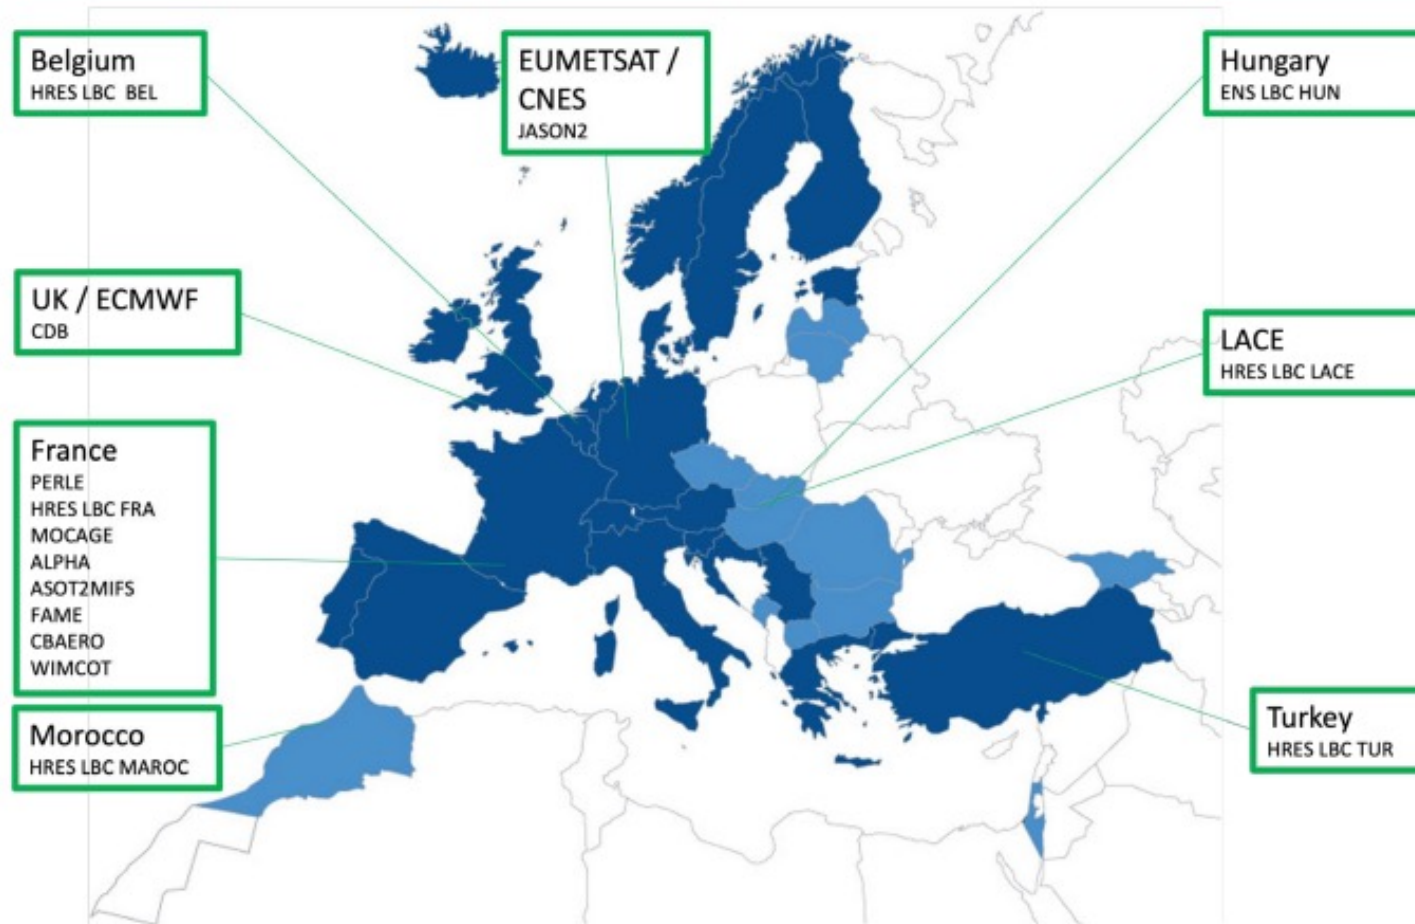 Belgium
HRES LBC BEL
EUMETSAT /
CNES
JASON2
Hungary
ENS LBC HUN
UK / ECMWF
CDB
LACE
HRES LBC LACE
France
PERLE
HRES LBC FRA
MOCAGE
ALPHA
ASOT2MIFS
FAME
CBAERO
WIMCOT
Morocco
HRES LBC MAROC
Turkey
HRES LBC TUR